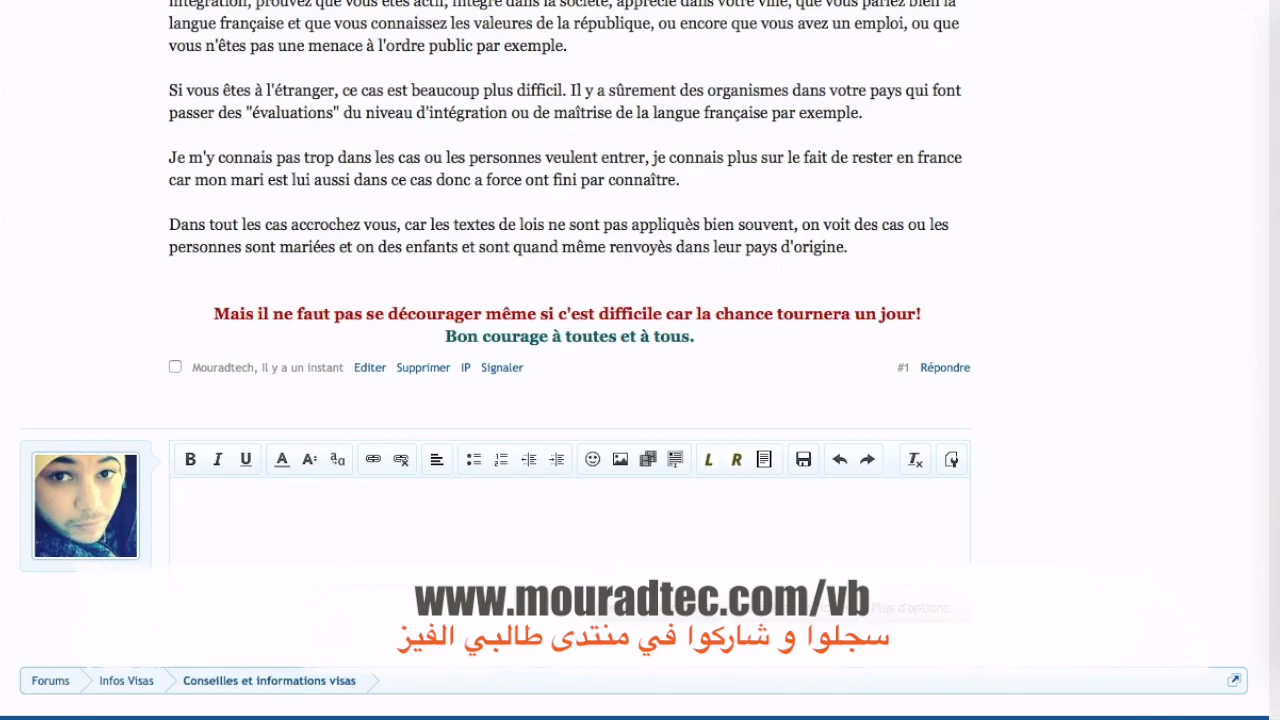 intégration, prouvez que vous êtes actif, intégré dans la société, apprécié dans votre ville, que vous parlez bien la
langue française et que vous connaissez les valeures de la république, ou encore que vous avez un emploi, ou que
vous n'êtes pas une menace à l'ordre public par exemple.
Si vous êtes à l'étranger, ce cas est beaucoup plus difficil. Il y a sûrement des organismes dans votre pays qui font
passer des "évaluations" du niveau d'intégration ou de maîtrise de la langue française par exemple.
Je m'y connais pas trop dans les cas ou les personnes veulent entrer, je connais plus sur le fait de rester en france
car mon mari est lui aussi dans ce cas donc a force ont fini par connaître.
Dans tout les cas accrochez vous, car les textes de lois ne sont pas appliquès bien souvent, on voit des cas ou les
personnes sont mariées et on des enfants et sont quand même renvoyès dans leur pays d'origine.
Mais il ne faut pas se décourager même si c'est difficile car la chance tournera un jour!
Bon courage à toutes et à tous.
Mouradtech, Il y a un instant Editer Supprimer IP Signaler #1 Répondre
www.mouradtec.com/vb
Plus d'options...
سجلوا و شاركوا في منتدى طالبي الفيز
Forums Infos Visas Conseilles et informations visas